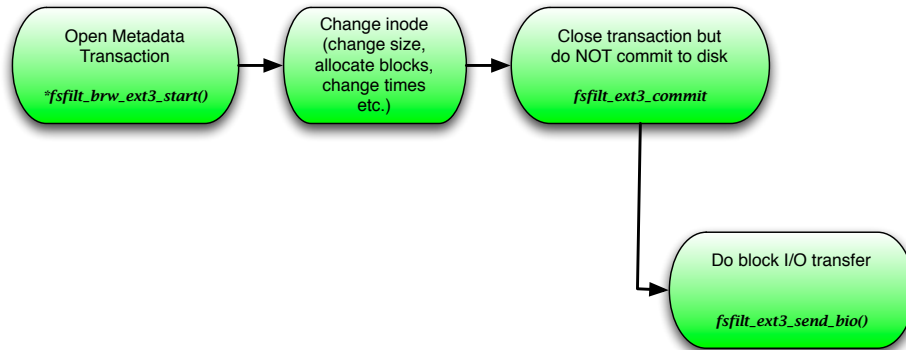 Open Metadata
Transaction
*fsfilt_brw_ext3_start()
Change inode
(change size,
allocate blocks,
change times
etc.)
Close transaction but
do NOT commit to disk
fsfilt_ext3_commit
Do block I/O transfer
fsfilt_ext3_send_bio()